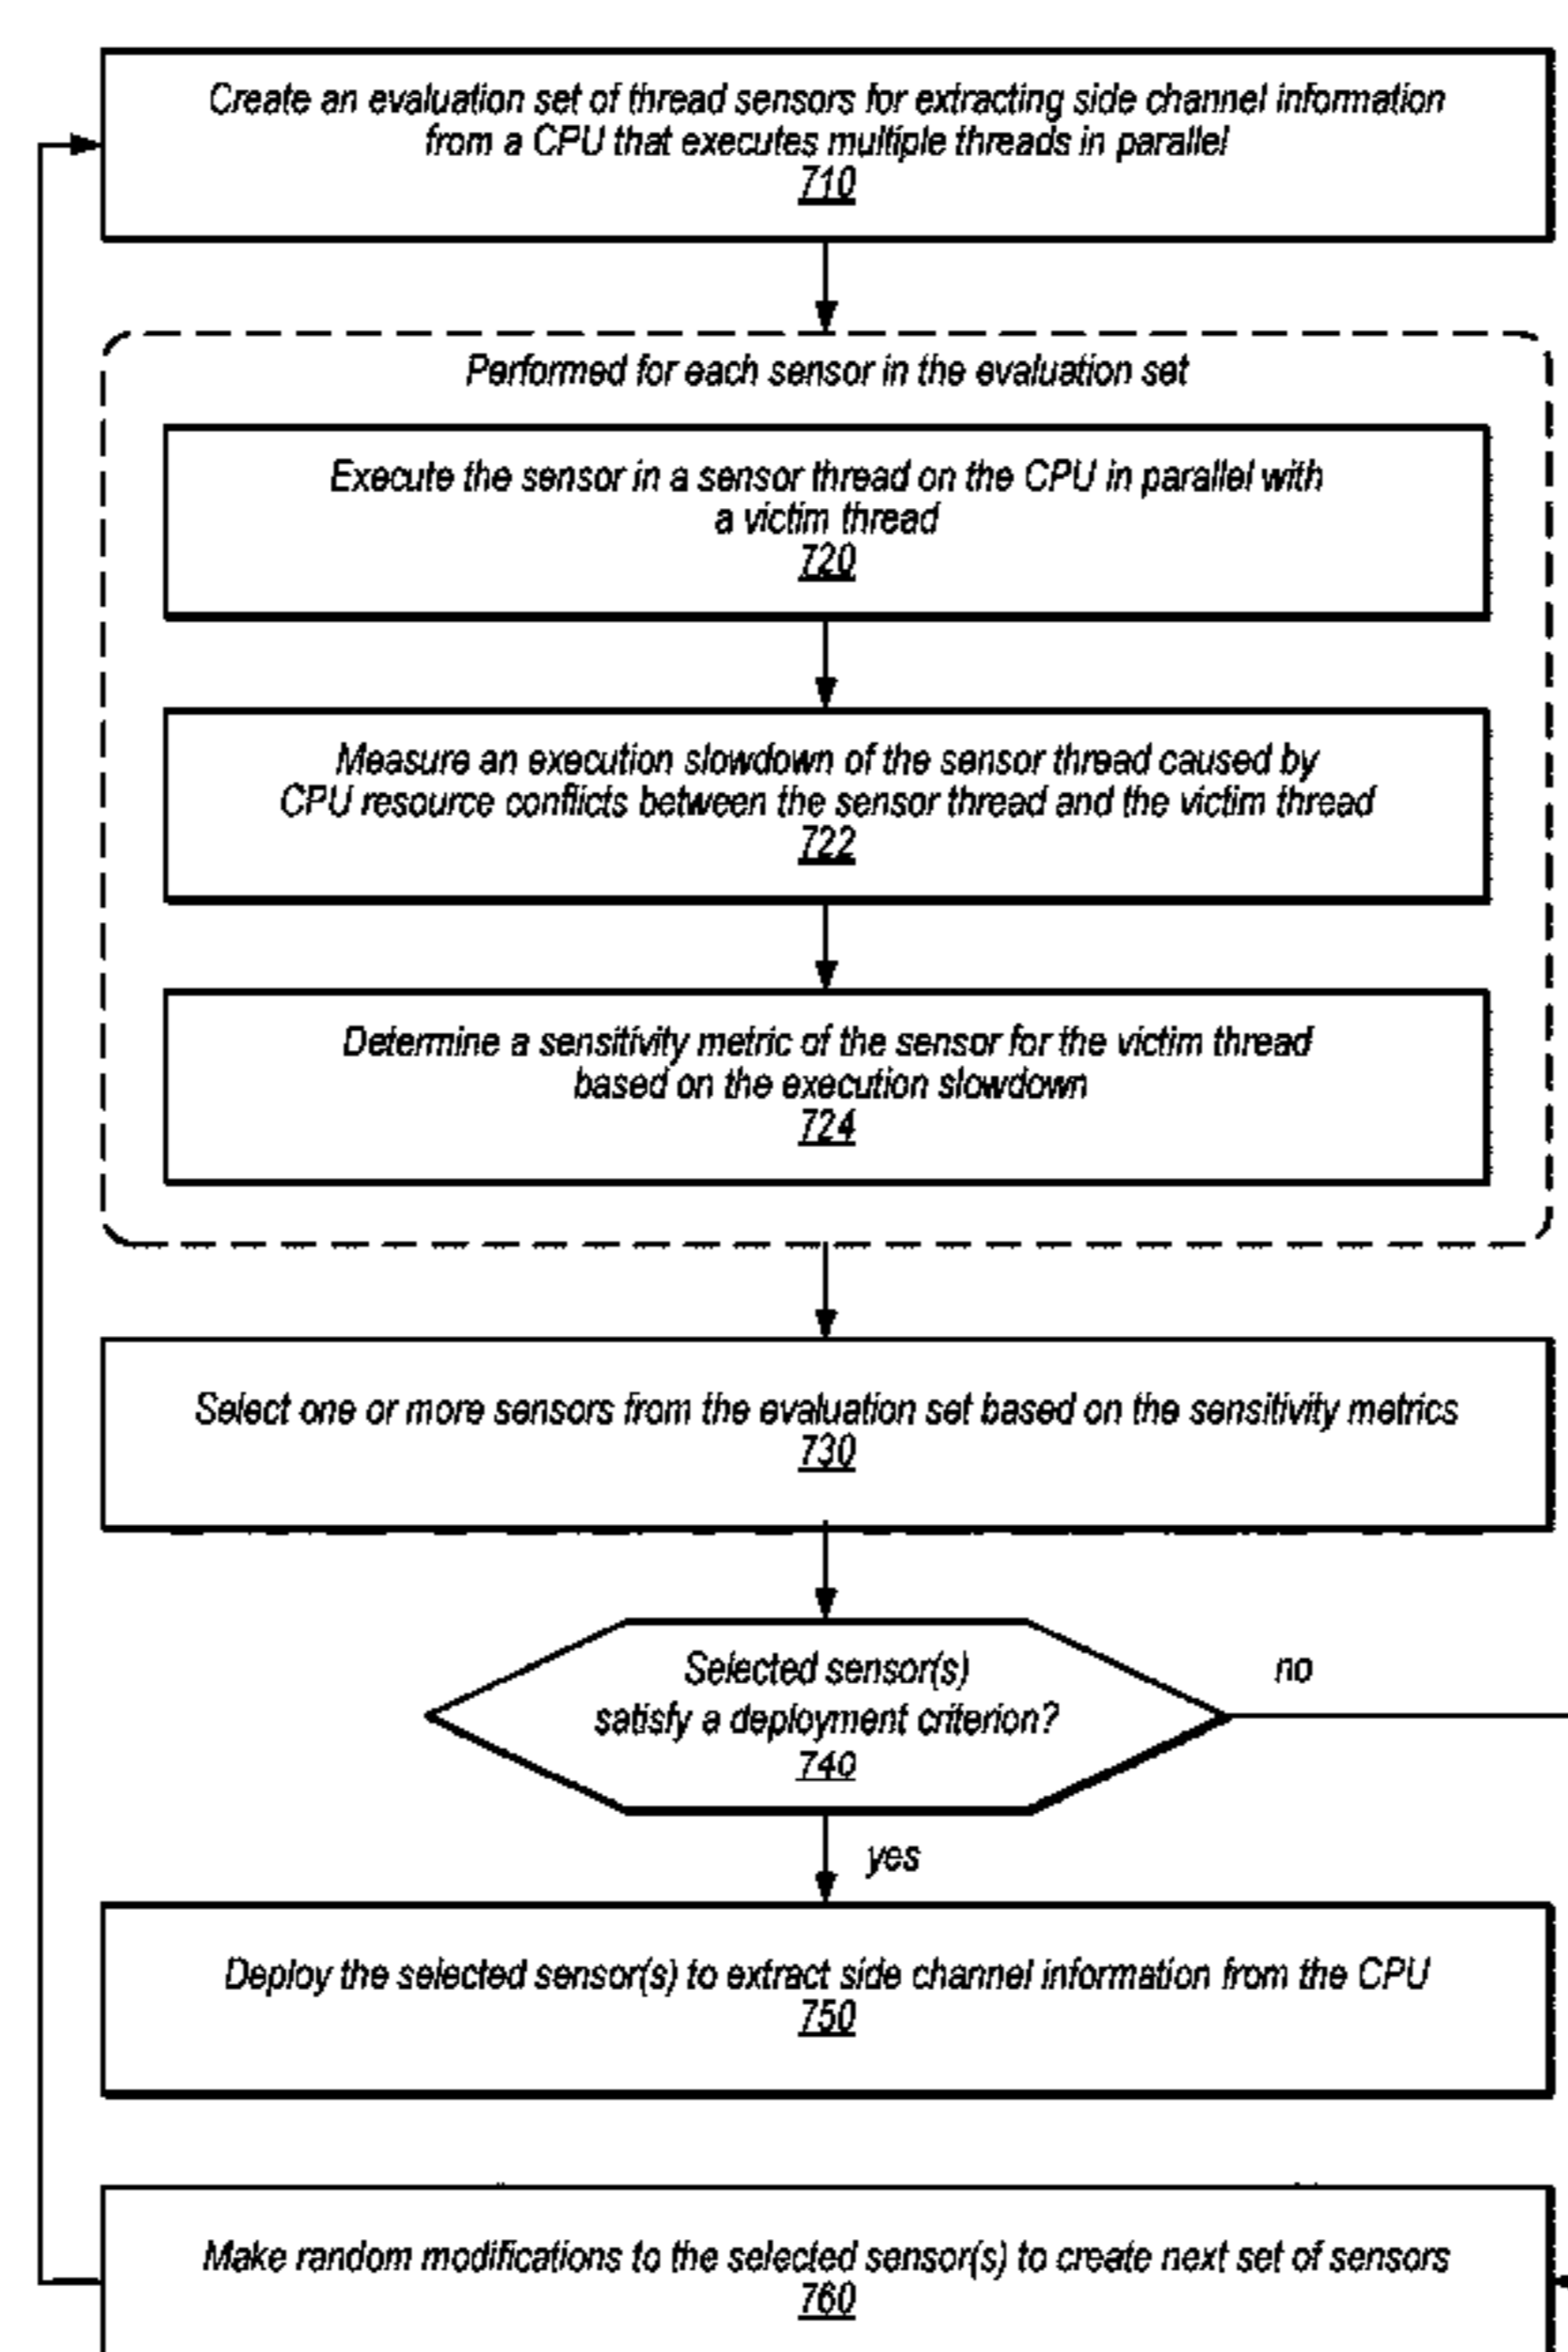 Create an evaluation set of thread sensors for extracting side channel information
from a CPU that executes multiple threads in parallel
710
Performed for each sensor in the evaluation set
Execute the sensor in a sensor thread on the CPU in parallel with
a victim thread
720
Measure an execution slowdown of the sensor thread caused by
CPU resource conflicts between the sensor thread and the victim thread
722
Determine a sensitivity metric of the sensor for the victim thread
based on the execution slowdown
724
Select one or more sensors from the evaluation set based on the sensitivity metrics
730
Selected sensor(s)
satisfy a deployment criterion?
740
no
yes
Deploy the selected sensor(s) to extract side channel information from the CPU
750
Make random modifications to the selected sensor(s) to create next set of sensors
760